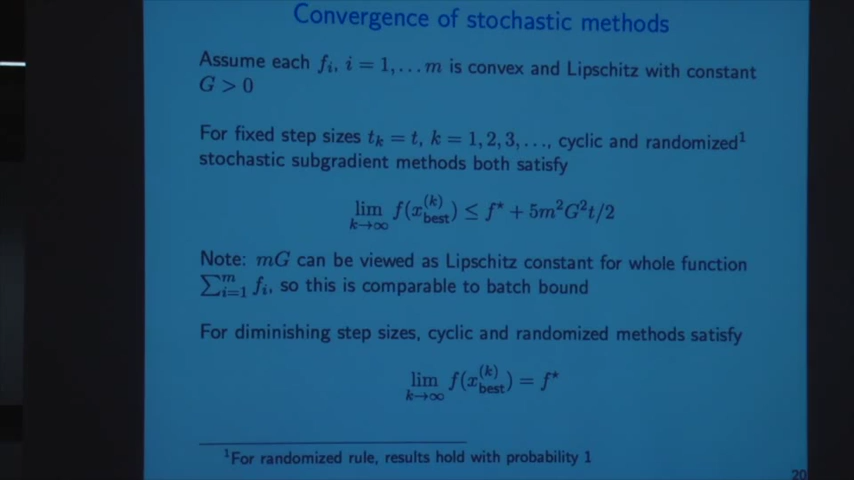 Convergence of stochastic methods
Assume each f_i, i = 1, … m is convex and Lipschitz with constant
G > 0
For fixed step sizes t_k = t, k = 1, 2, 3, …, cyclic and randomized¹
stochastic subgradient methods both satisfy
lim_{k→∞} f(x_best^{(k)}) ≤ f* + 5m²G²t/2
Note: mG can be viewed as Lipschitz constant for whole function
∑_{i=1}^m f_i, so this is comparable to batch bound
For diminishing step sizes, cyclic and randomized methods satisfy
lim_{k→∞} f(x_best^{(k)}) = f*
¹For randomized rule, results hold with probability 1
20